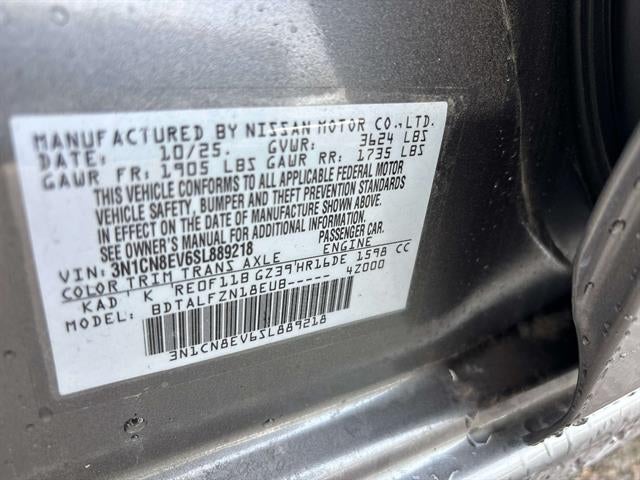 MANUFACTURED BY NISSAN MOTOR CO.,LTD.
DATE: 10/25. GVWR: 3624 LBS
GAWR FR: 1905 LBS GAWR RR: 1735 LBS
THIS VEHICLE CONFORMS TO ALL APPLICABLE FEDERAL MOTOR
VEHICLE SAFETY, BUMPER AND THEFT PREVENTION STANDARDS
IN EFFECT ON THE DATE OF MANUFACTURE SHOWN ABOVE.
SEE OWNER'S MANUAL FOR ADDITIONAL INFORMATION.
VIN: 3N1CN8EV6SL889218 PASSENGER CAR.
COLOR TRIM TRANS AXLE ENGINE
KAD' K RE0F11B GZ39'HR16DE 1598 CC
MODEL: BDTALFZN18EUB----- 4Z000
3N1CN8EV6SL889218